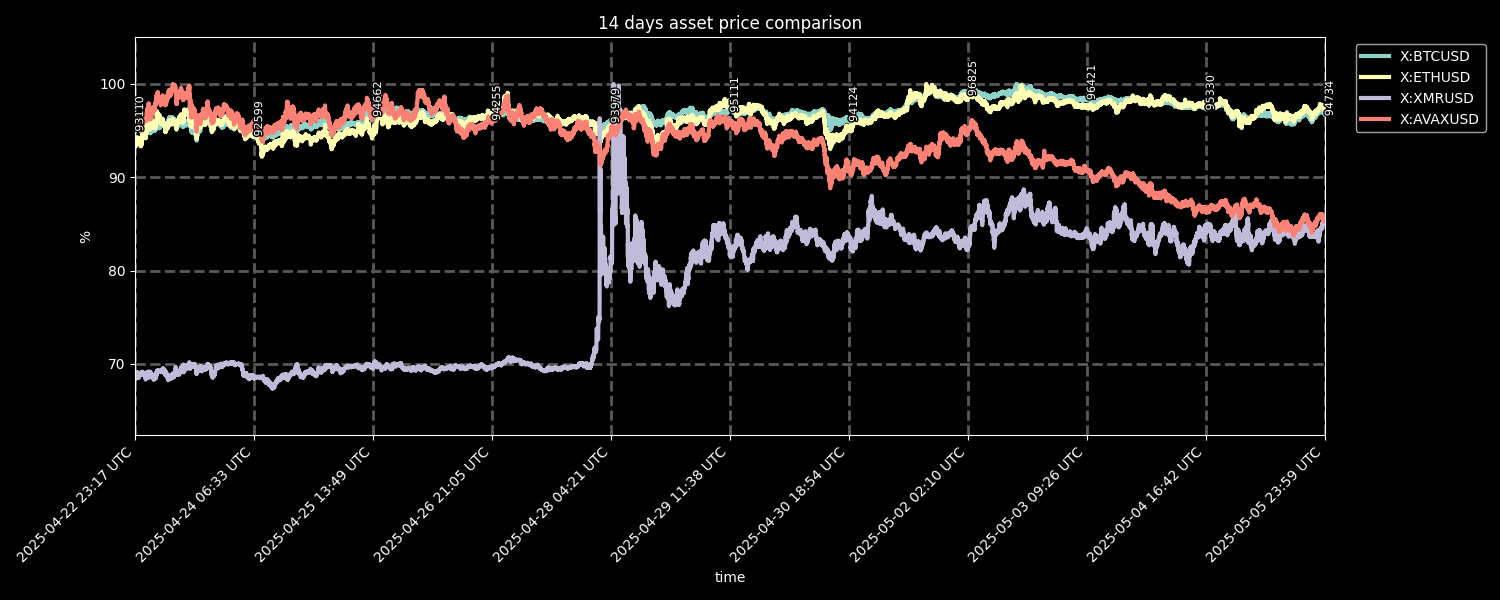 14 days asset price comparison
X:BTCUSD
X:ETHUSD
X:XMRUSD
X:AVAXUSD
100
90
80
70
%
93110
92599
94662
94255
95111
94124
96825
96421
95330
94734
2025-04-22 23:17 UTC
2025-04-24 06:33 UTC
2025-04-25 13:49 UTC
2025-04-26 21:05 UTC
2025-04-28 04:21 UTC
2025-04-29 11:38 UTC
2025-04-30 18:54 UTC
2025-05-02 02:10 UTC
2025-05-03 09:26 UTC
2025-05-04 16:42 UTC
2025-05-05 23:59 UTC
time